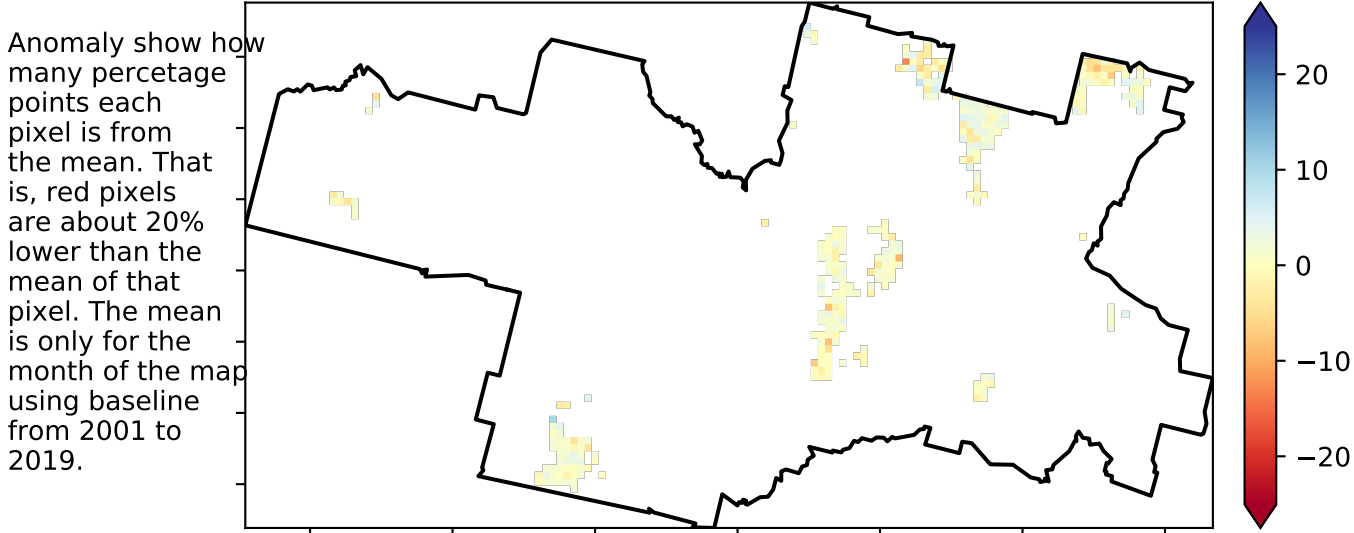 Anomaly show how
many percetage
points each
pixel is from
the mean. That
is, red pixels
are about 20%
lower than the
mean of that
pixel. The mean
is only for the
month of the map
using baseline
from 2001 to
2019.
20
10
0
−10
−20